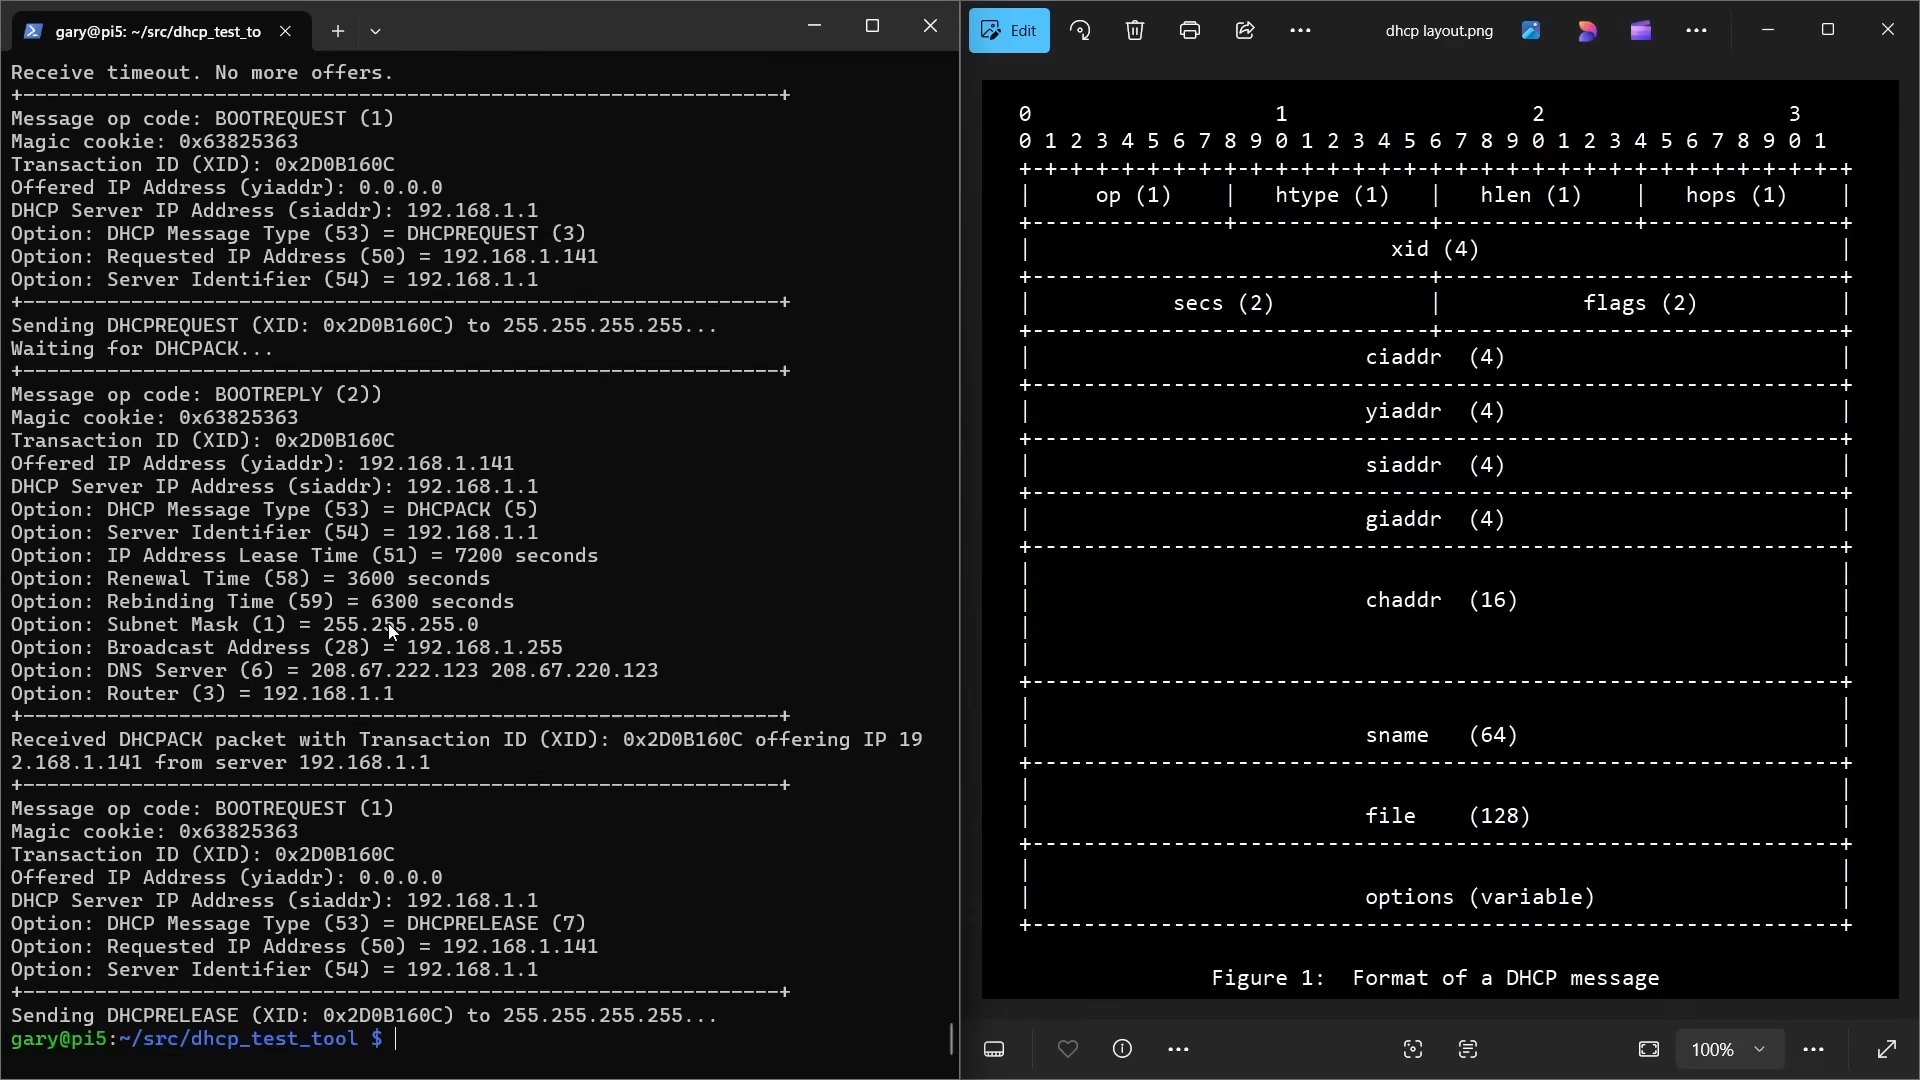 gary@pi5: ~/src/dhcp_test_to
Receive timeout. No more offers.
+---------------------------------------------------------------+
Message op code: BOOTREQUEST (1)
Magic cookie: 0x63825363
Transaction ID (XID): 0x2D0B160C
Offered IP Address (yiaddr): 0.0.0.0
DHCP Server IP Address (siaddr): 192.168.1.1
Option: DHCP Message Type (53) = DHCPREQUEST (3)
Option: Requested IP Address (50) = 192.168.1.141
Option: Server Identifier (54) = 192.168.1.1
+---------------------------------------------------------------+
Sending DHCPREQUEST (XID: 0x2D0B160C) to 255.255.255.255...
Waiting for DHCPACK...
+---------------------------------------------------------------+
Message op code: BOOTREPLY (2))
Magic cookie: 0x63825363
Transaction ID (XID): 0x2D0B160C
Offered IP Address (yiaddr): 192.168.1.141
DHCP Server IP Address (siaddr): 192.168.1.1
Option: DHCP Message Type (53) = DHCPACK (5)
Option: Server Identifier (54) = 192.168.1.1
Option: IP Address Lease Time (51) = 7200 seconds
Option: Renewal Time (58) = 3600 seconds
Option: Rebinding Time (59) = 6300 seconds
Option: Subnet Mask (1) = 255.255.255.0
Option: Broadcast Address (28) = 192.168.1.255
Option: DNS Server (6) = 208.67.222.123 208.67.220.123
Option: Router (3) = 192.168.1.1
+---------------------------------------------------------------+
Received DHCPACK packet with Transaction ID (XID): 0x2D0B160C offering IP 19
2.168.1.141 from server 192.168.1.1
+---------------------------------------------------------------+
Message op code: BOOTREQUEST (1)
Magic cookie: 0x63825363
Transaction ID (XID): 0x2D0B160C
Offered IP Address (yiaddr): 0.0.0.0
DHCP Server IP Address (siaddr): 192.168.1.1
Option: DHCP Message Type (53) = DHCPRELEASE (7)
Option: Requested IP Address (50) = 192.168.1.141
Option: Server Identifier (54) = 192.168.1.1
+---------------------------------------------------------------+
Sending DHCPRELEASE (XID: 0x2D0B160C) to 255.255.255.255...
gary@pi5:~/src/dhcp_test_tool $
Edit
dhcp layout.png
0 1 2 3
0 1 2 3 4 5 6 7 8 9 0 1 2 3 4 5 6 7 8 9 0 1 2 3 4 5 6 7 8 9 0 1
+-+-+-+-+-+-+-+-+-+-+-+-+-+-+-+-+-+-+-+-+-+-+-+-+-+-+-+-+-+-+-+-+
| op (1) | htype (1) | hlen (1) | hops (1) |
+---------------+---------------+---------------+---------------+
| xid (4) |
+-------------------------------+-------------------------------+
| secs (2) | flags (2) |
+-------------------------------+-------------------------------+
| ciaddr (4) |
+---------------------------------------------------------------+
| yiaddr (4) |
+---------------------------------------------------------------+
| siaddr (4) |
+---------------------------------------------------------------+
| giaddr (4) |
+---------------------------------------------------------------+
| chaddr (16) |
+---------------------------------------------------------------+
| sname (64) |
+---------------------------------------------------------------+
| file (128) |
+---------------------------------------------------------------+
| options (variable) |
+---------------------------------------------------------------+
Figure 1: Format of a DHCP message
100%